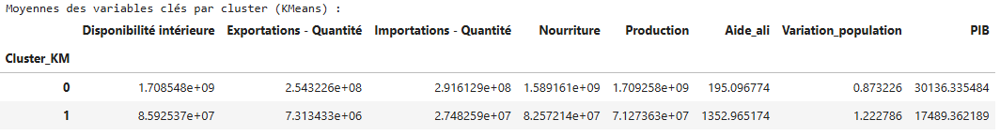 Moyennes des variables clés par cluster (KMeans) :
Disponibilité intérieure Exportations - Quantité Importations - Quantité Nourriture Production Aide_ali Variation_population PIB
Cluster_KM
0 1.708548e+09 2.543226e+08 2.916129e+08 1.589161e+09 1.709258e+09 195.096774 0.873226 30136.335484
1 8.592537e+07 7.313433e+06 2.748259e+07 8.257214e+07 7.127363e+07 1352.965174 1.222786 17489.362189